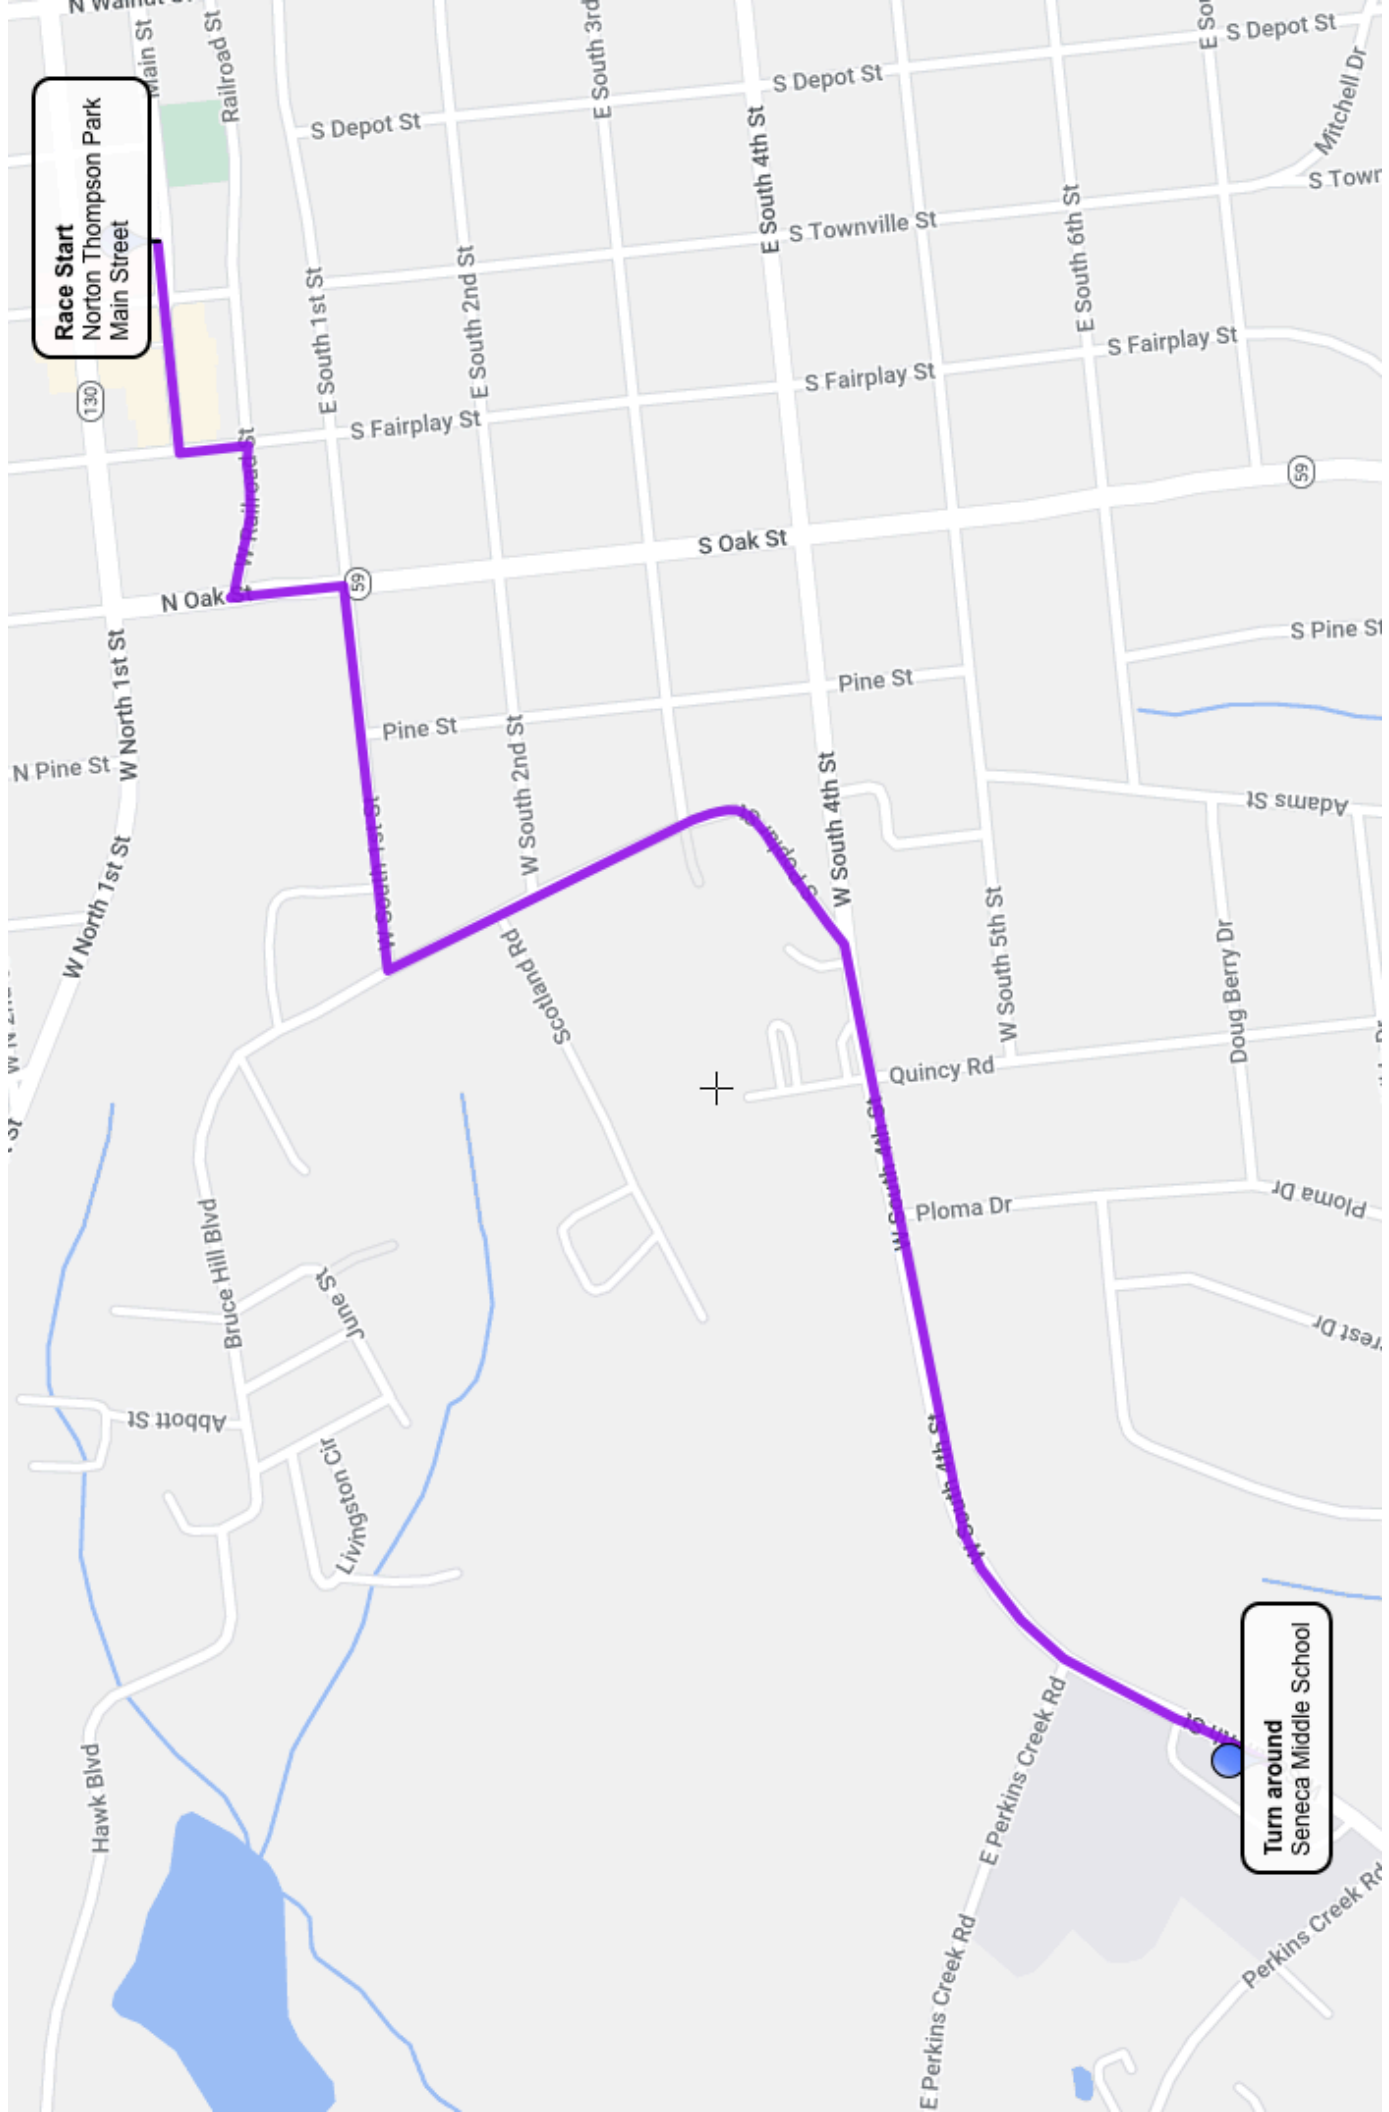 N Walnut St
Main St
Railroad St
E South 3rd
S Depot St
S Depot St
S Depot St
Mitchell Dr
Race Start
Norton Thompson Park
Main Street
E South 4th St
S Townville St
E South 6th St
S Town
E South 1st St
E South 2nd St
S Fairplay St
S Fairplay St
S Fairplay St
130
W Railroad St
59
S Oak St
N Oak St
59
W North 1st St
Pine St
Pine St
S Pine St
N Pine St
W South 2nd St
W South 4th St
Adams St
W South 1st St
S Poplar St
W North 1st St
W South 5th St
Doug Berry Dr
Scotland Rd
Quincy Rd
W South 4th St
Ploma Dr
Ploma Dr
Bruce Hill Blvd
June St
crest Dr
Abbott St
W South 4th St
Livingston Cir
Hawk Blvd
E Perkins Creek Rd
Turn around
Seneca Middle School
E Perkins Creek Rd
Perkins Creek Rd